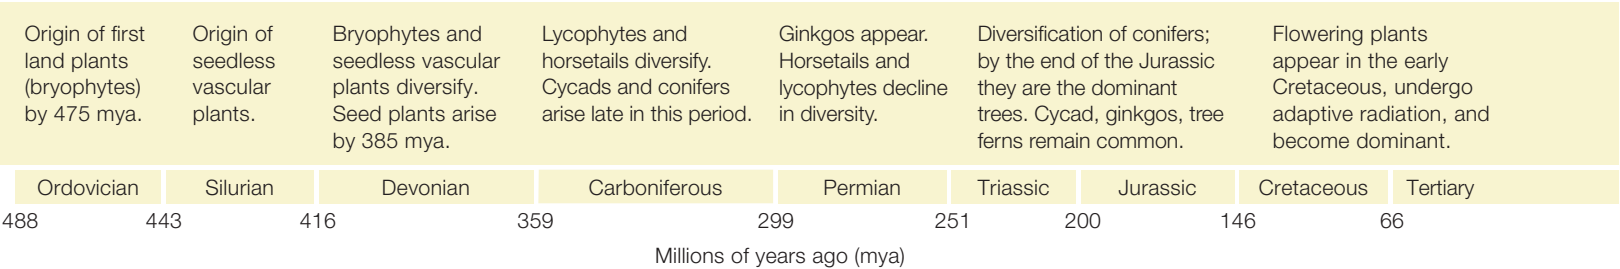 Origin of first
land plants
(bryophytes)
by 475 mya.
Origin of
seedless
vascular
plants.
Bryophytes and
seedless vascular
plants diversify.
Seed plants arise
by 385 mya.
Lycophytes and
horsetails diversify.
Cycads and conifers
arise late in this period.
Ginkgos appear.
Horsetails and
lycophytes decline
in diversity.
Diversification of conifers;
by the end of the Jurassic
they are the dominant
trees. Cycad, ginkgos, tree
ferns remain common.
Flowering plants
appear in the early
Cretaceous, undergo
adaptive radiation, and
become dominant.
Ordovician Silurian Devonian Carboniferous Permian Triassic Jurassic Cretaceous Tertiary
488 443 416 359 299 251 200 146 66
Millions of years ago (mya)